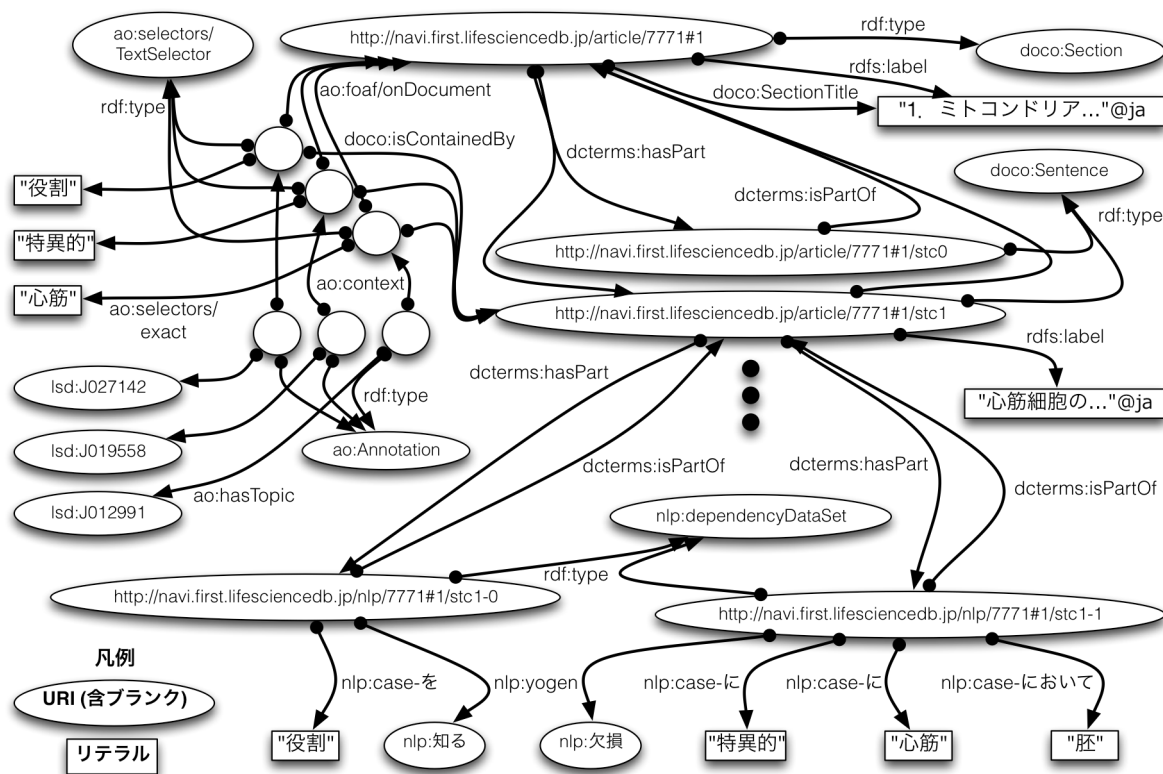 ao:selectors/
TextSelector
http://navi.first.lifesciencedb.jp/article/7771#1
rdf:type
doco:Section
rdfs:label
doco:SectionTitle
"1. ミトコンドリア…"@ja
rdf:type
ao:foaf/onDocument
doco:isContainedBy
dcterms:hasPart
dcterms:isPartOf
doco:Sentence
rdf:type
"役割"
"特異的"
"心筋"
http://navi.first.lifesciencedb.jp/article/7771#1/stc0
ao:context
ao:selectors/
exact
http://navi.first.lifesciencedb.jp/article/7771#1/stc1
rdfs:label
"心筋細胞の…"@ja
lsd:J027142
lsd:J019558
lsd:J012991
rdf:type
ao:Annotation
ao:hasTopic
dcterms:hasPart
dcterms:isPartOf
dcterms:hasPart
dcterms:isPartOf
nlp:dependencyDataSet
rdf:type
http://navi.first.lifesciencedb.jp/nlp/7771#1/stc1-0
http://navi.first.lifesciencedb.jp/nlp/7771#1/stc1-1
凡例
URI (含ブランク)
リテラル
nlp:case-を
nlp:yogen
nlp:yogen
nlp:case-に
nlp:case-に
nlp:case-において
"役割"
nlp:知る
nlp:欠損
"特異的"
"心筋"
"胚"